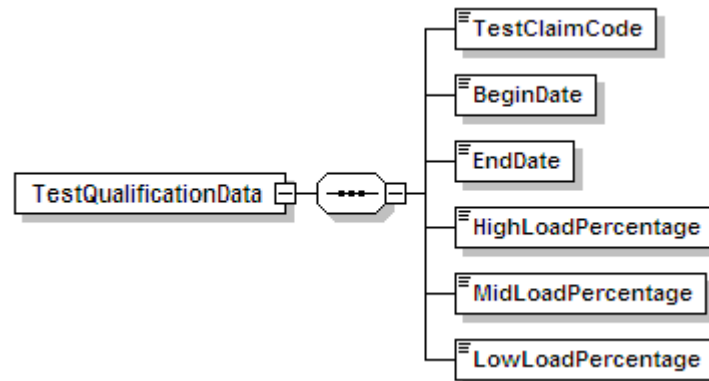 TestClaimCode
BeginDate
EndDate
TestQualificationData
HighLoadPercentage
MidLoadPercentage
LowLoadPercentage